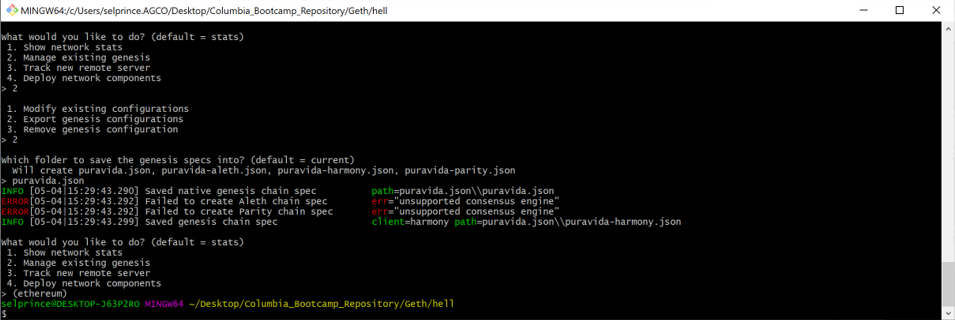 MINGW64:/c/Users/selprince.AGCO/Desktop/Columbia_Bootcamp_Repository/Geth/hell
What would you like to do? (default = stats)
 1. Show network stats
 2. Manage existing genesis
 3. Track new remote server
 4. Deploy network components
> 2
 1. Modify existing configurations
 2. Export genesis configurations
 3. Remove genesis configuration
> 2
Which folder to save the genesis specs into? (default = current)
  Will create puravida.json, puravida-aleth.json, puravida-harmony.json, puravida-parity.json
> puravida.json
INFO [05-04|15:29:43.290] Saved native genesis chain spec path=puravida.json\\puravida.json
ERROR[05-04|15:29:43.292] Failed to create Aleth chain spec err="unsupported consensus engine"
ERROR[05-04|15:29:43.292] Failed to create Parity chain spec err="unsupported consensus engine"
INFO [05-04|15:29:43.299] Saved genesis chain spec client=harmony path=puravida.json\\puravida-harmony.json
What would you like to do? (default = stats)
 1. Show network stats
 2. Manage existing genesis
 3. Track new remote server
 4. Deploy network components
> (ethereum)
selprince@DESKTOP-J63P2RO MINGW64 ~/Desktop/Columbia_Bootcamp_Repository/Geth/hell
$